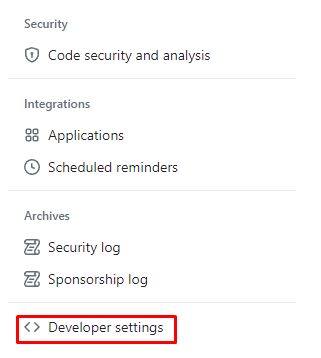 Security
Code security and analysis
Integrations
Applications
Scheduled reminders
Archives
Security log
Sponsorship log
Developer settings